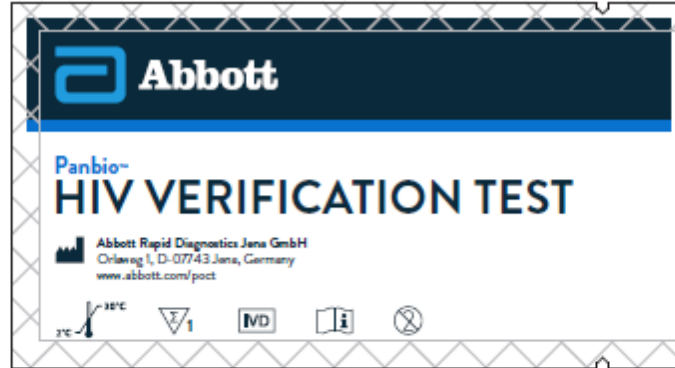 Abbott
Panbio™
HIV VERIFICATION TEST
Abbott Rapid Diagnostics Jena GmbH
Orlaweg 1, D-07743 Jena, Germany
www.abbott.com/poct
30°C
2°C
Σ
1
IVD
i
2